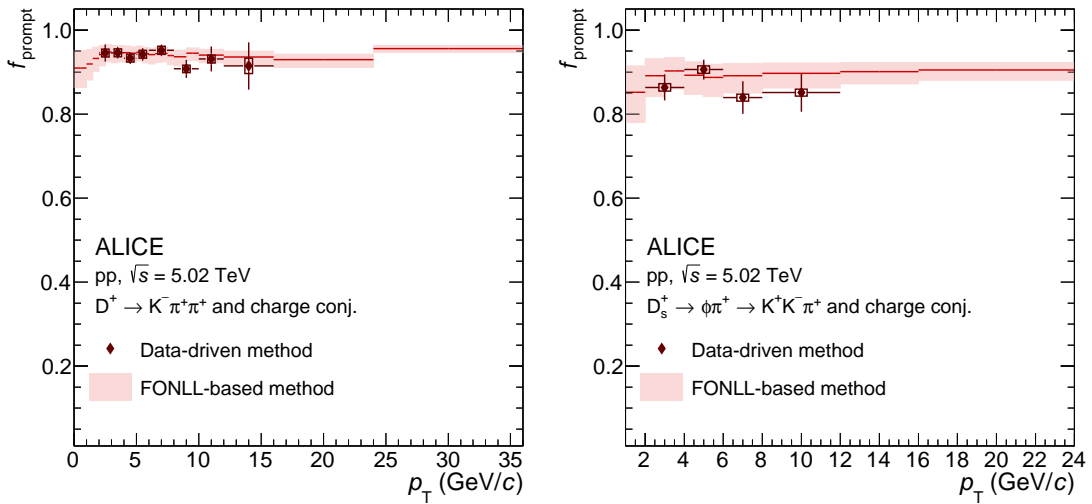 f prompt
1.0
0.8
0.6
0.4
0.2
ALICE
pp, √s = 5.02 TeV
D⁺ → K⁻π⁺π⁺ and charge conj.
Data-driven method
FONLL-based method
0 5 10 15 20 25 30 35
p_T (GeV/c)
f prompt
1.0
0.8
0.6
0.4
0.2
ALICE
pp, √s = 5.02 TeV
D_s⁺ → ϕπ⁺ → K⁺K⁻π⁺ and charge conj.
Data-driven method
FONLL-based method
2 4 6 8 10 12 14 16 18 20 22 24
p_T (GeV/c)